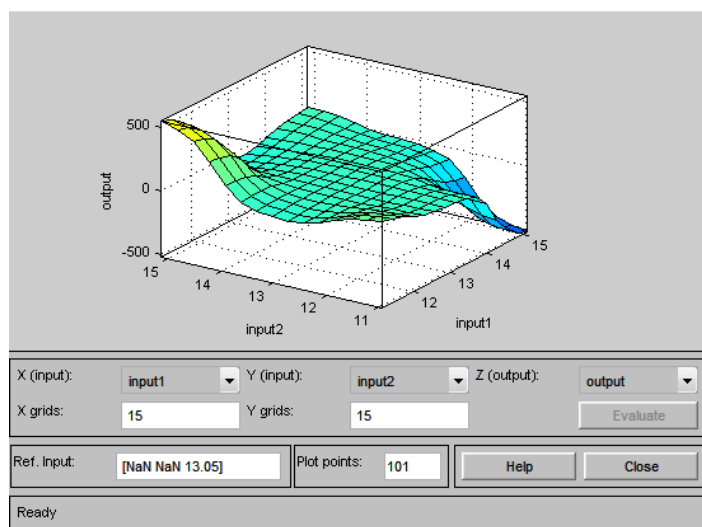 500
0
-500
output
15
14
13
12
11
input2
12
13
14
15
input1
X (input): input1 Y (input): input2 Z (output): output
X grids: 15 Y grids: 15 Evaluate
Ref. Input: [NaN NaN 13.05] Plot points: 101 Help Close
Ready